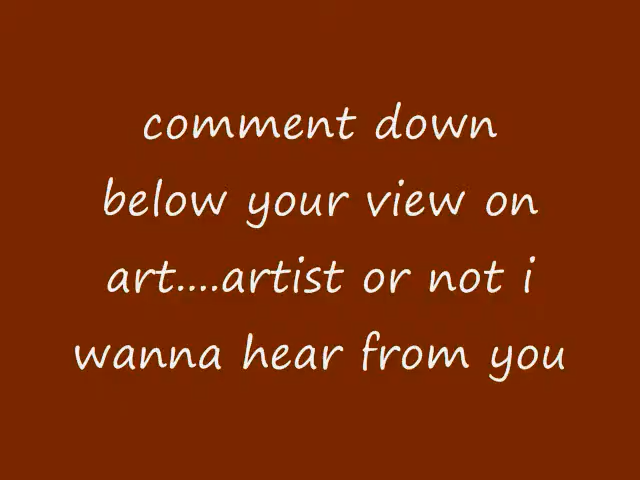 comment down
below your view on
art....artist or not i
wanna hear from you